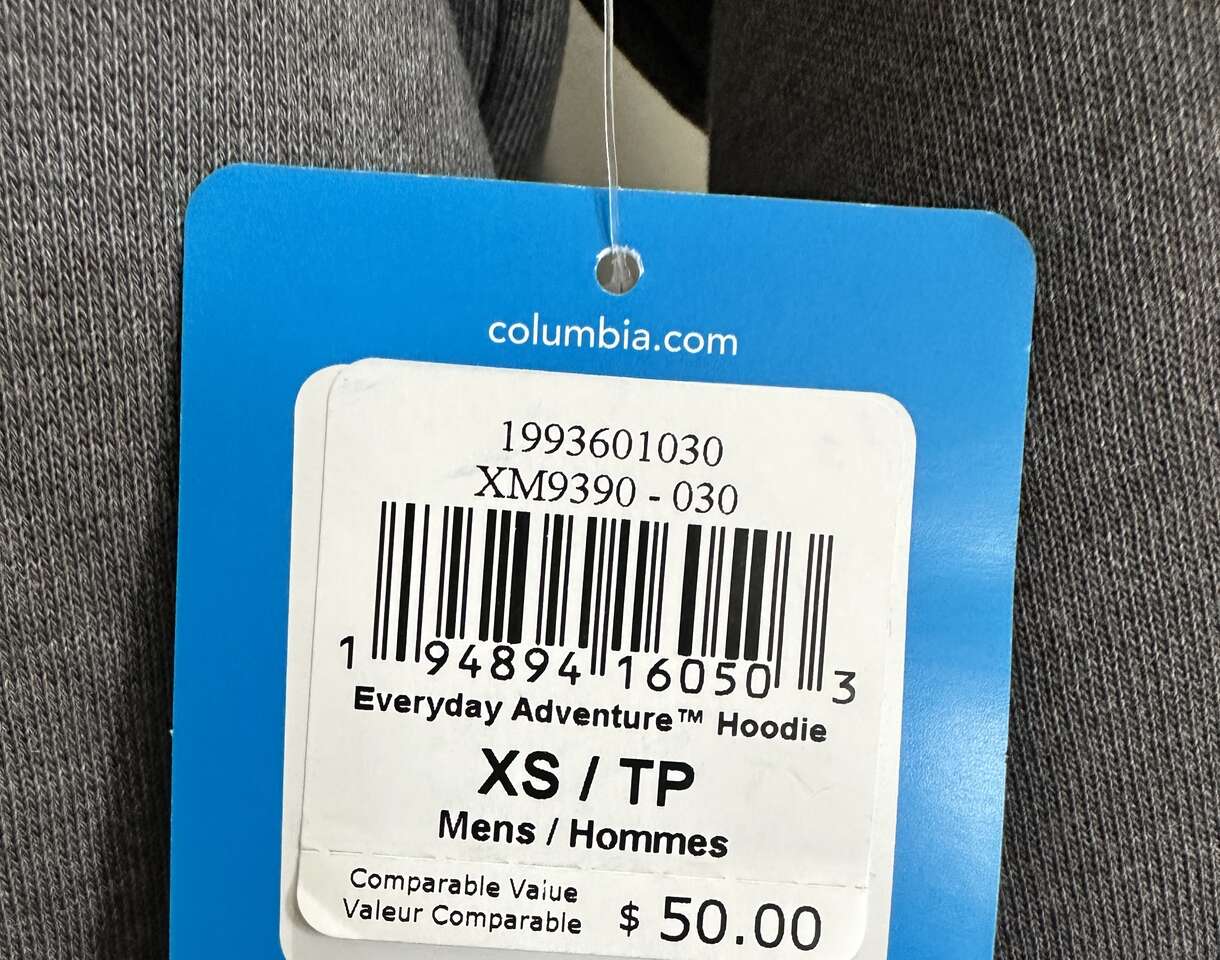 columbia.com
1993601030
XM9390 - 030
1 94894 16050 3
Everyday Adventure™ Hoodie
XS / TP
Mens / Hommes
Comparable Value
Valeur Comparable
$ 50.00